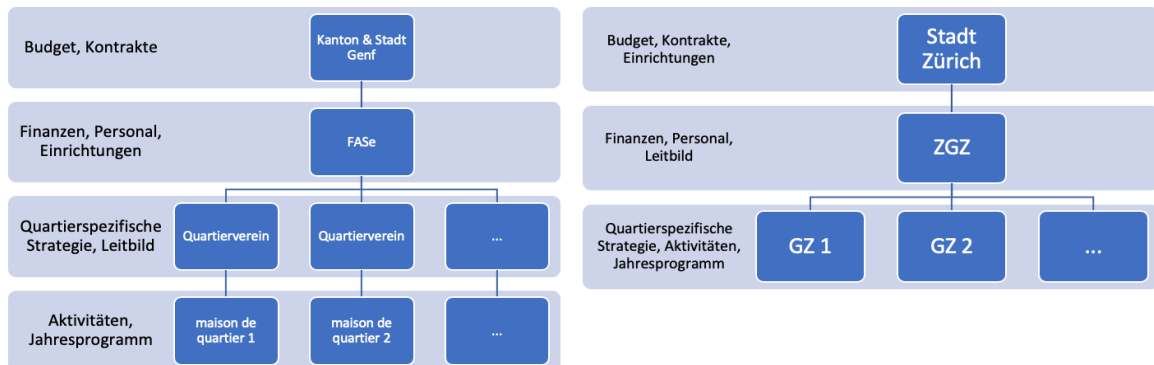 Budget, Kontrakte
Kanton & Stadt
Genf
Finanzen, Personal,
Einrichtungen
FASe
Quartierspezifische
Strategie, Leitbild
Quartierverein
Quartierverein
...
Aktivitäten,
Jahresprogramm
maison de
quartier 1
maison de
quartier 2
...
Budget, Kontrakte,
Einrichtungen
Stadt
Zürich
Finanzen, Personal,
Leitbild
ZGZ
Quartierspezifische
Strategie, Aktivitäten,
Jahresprogramm
GZ 1
GZ 2
...